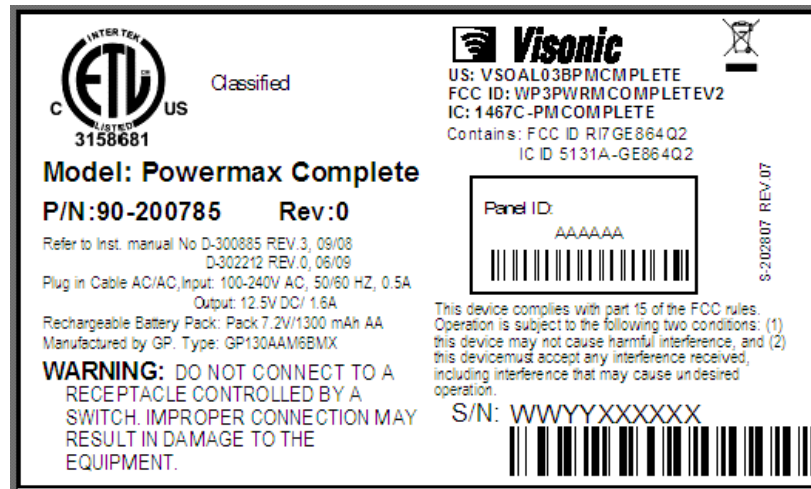 INTERTEK
ETL CM
C US
LISTED
3158681
Classified
Model: Powermax Complete
P/N:90-200785 Rev:0
Refer to Inst. manual No D-300885 REV.3, 09/08
D-302212 REV.0, 06/09
Plug in Cable AC/AC,Input: 100-240V AC, 50/60 HZ, 0.5A
Output: 12.5V DC/ 1.6A
Rechargeable Battery Pack: Pack 7.2V/1300 mAh AA
Manufactured by GP. Type: GP130AAM6BMX
WARNING: DO NOT CONNECT TO A
RECEPTACLE CONTROLLED BY A
SWITCH. IMPROPER CONNECTION MAY
RESULT IN DAMAGE TO THE
EQUIPMENT.
Visonic
US: VSOAL03BPMCMPLETE
FCC ID: WP3PWRMCOMPLETEV2
IC: 1467C-PMCOMPLETE
Contains: FCC ID RI7GE864Q2
IC ID 5131A-GE864Q2
Panel ID:
AAAAAA
S-202807 REV.07
This device complies with part 15 of the FCC rules.
Operation is subject to the following two conditions: (1)
this device may not cause harmful interference, and (2)
this devicemust accept any interference received,
including interference that may cause undesired
operation.
S/N: WWYYXXXXXX